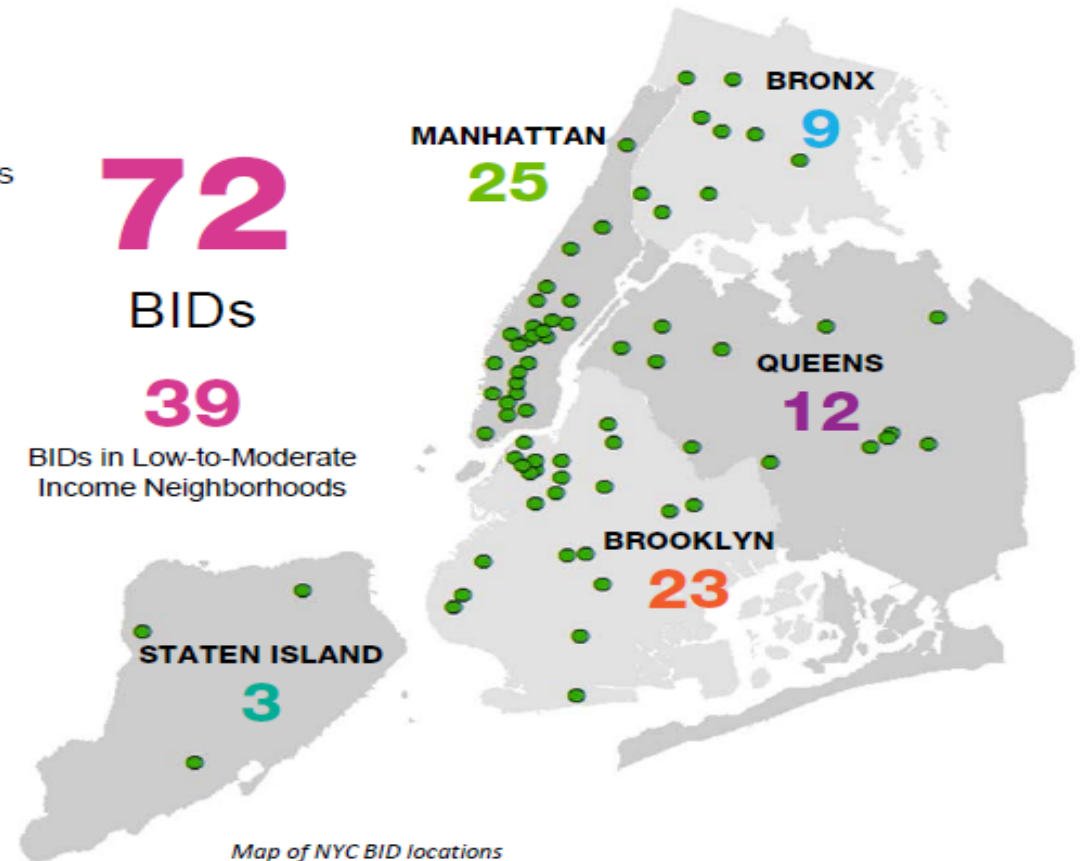 72
BIDs
39
BIDs in Low-to-Moderate
Income Neighborhoods
MANHATTAN
25
BRONX
9
QUEENS
12
BROOKLYN
23
STATEN ISLAND
3
Map of NYC BID locations